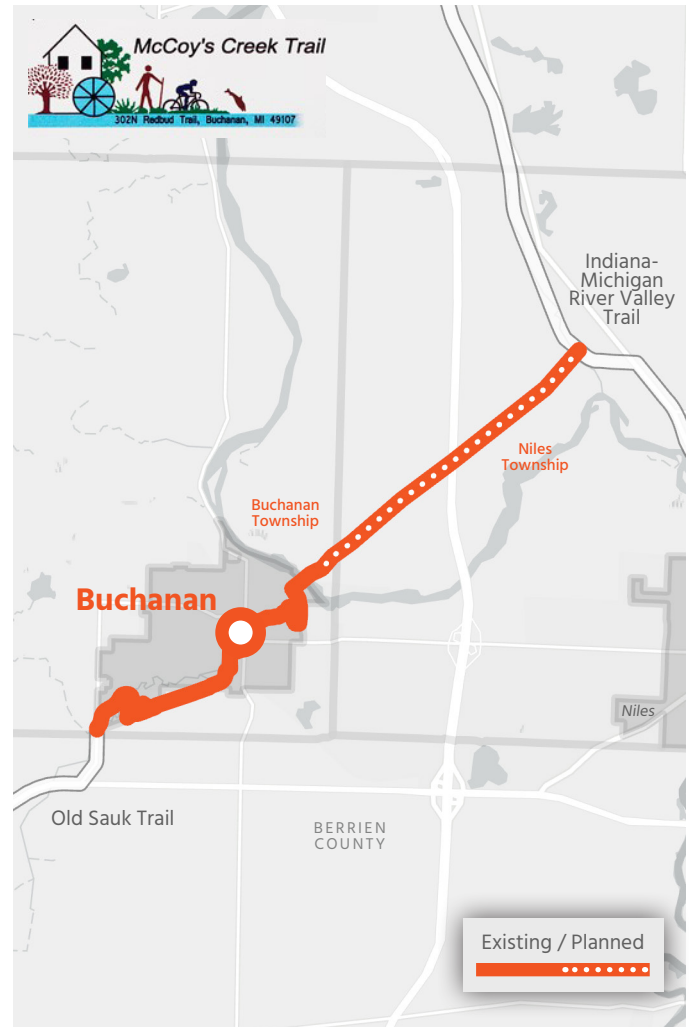 McCoy's Creek Trail
302N Redbud Trail, Buchanan, MI 49107
Indiana-
Michigan
River Valley
Trail
Niles
Township
Buchanan
Township
Buchanan
Niles
Old Sauk Trail
BERRIEN
COUNTY
Existing / Planned